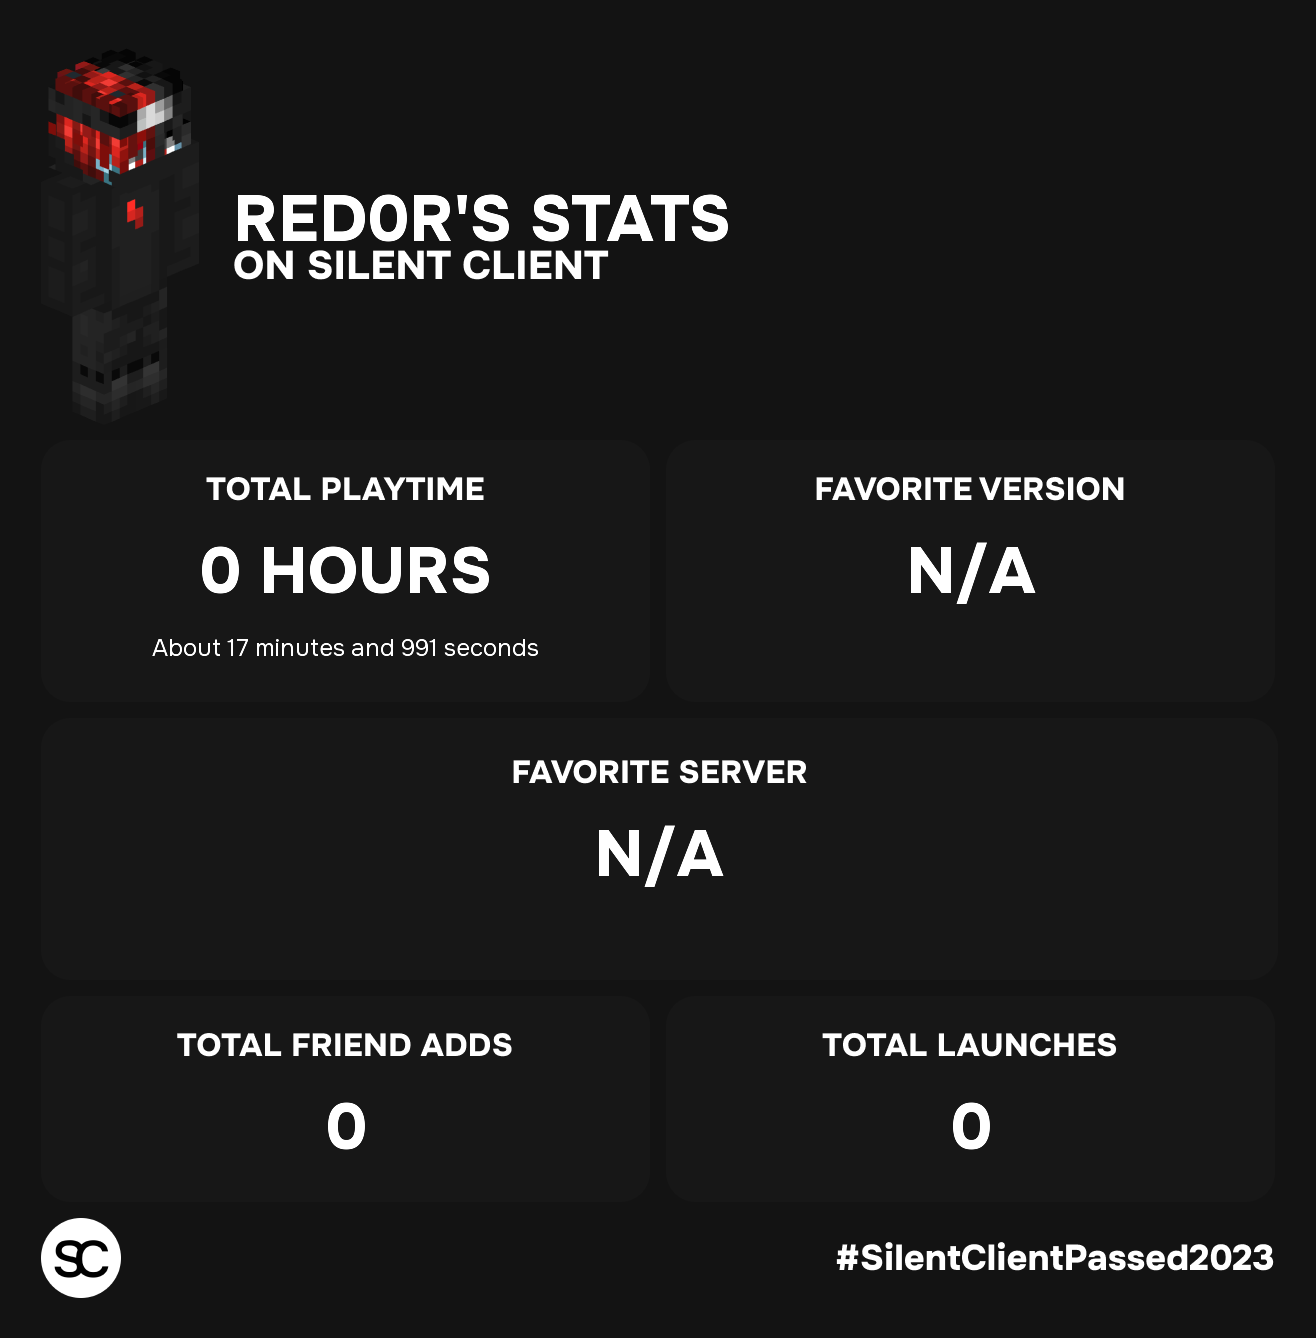 RED0R'S STATS
ON SILENT CLIENT
TOTAL PLAYTIME
0 HOURS
About 17 minutes and 991 seconds
FAVORITE VERSION
N/A
FAVORITE SERVER
N/A
TOTAL FRIEND ADDS
0
TOTAL LAUNCHES
0
SC
#SilentClientPassed2023